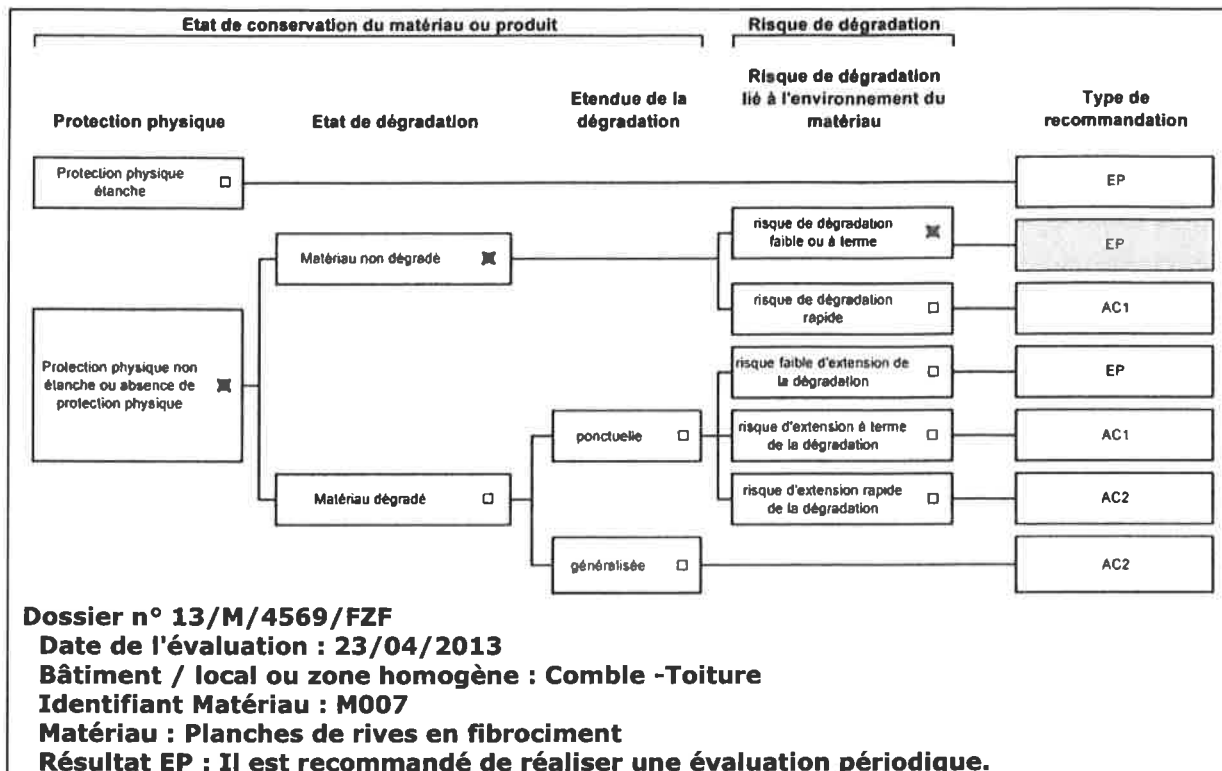 Etat de conservation du matériau ou produit
Risque de dégradation
Protection physique
Etat de dégradation
Etendue de la
dégradation
Risque de dégradation
lié à l'environnement du
matériau
Type de
recommandation
Protection physique
étanche
EP
risque de dégradation
faible ou à terme
EP
Matériau non dégradé
risque de dégradation
rapide
AC1
Protection physique non
étanche ou absence de
protection physique
risque faible d'extension de
la dégradation
EP
ponctuelle
risque d'extension à terme
de la dégradation
AC1
Matériau dégradé
risque d'extension rapide
de la dégradation
AC2
généralisée
AC2
Dossier n° 13/M/4569/FZF
Date de l'évaluation : 23/04/2013
Bâtiment / local ou zone homogène : Comble -Toiture
Identifiant Matériau : M007
Matériau : Planches de rives en fibrociment
Résultat EP : Il est recommandé de réaliser une évaluation périodique.